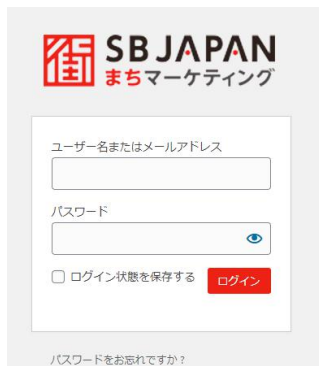 街 SB JAPAN
まちマーケティング
ユーザー名またはメールアドレス
パスワード
ログイン状態を保存する
ログイン
パスワードをお忘れですか ?